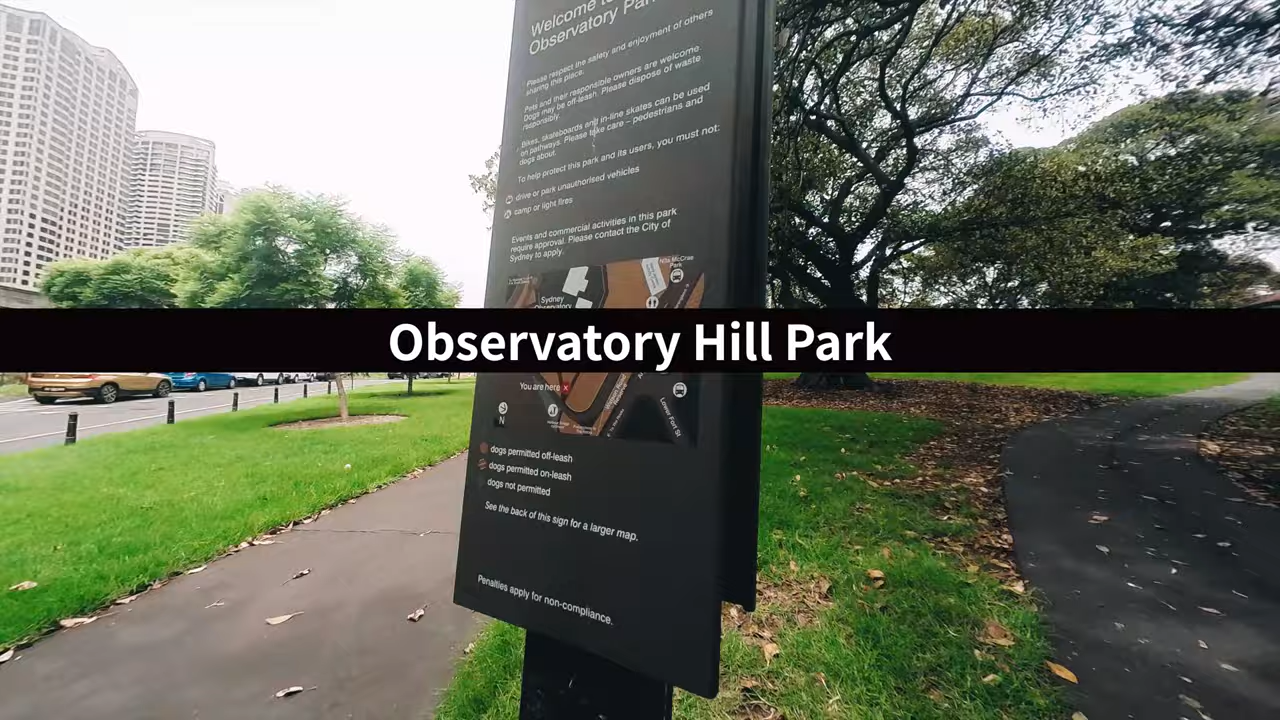 Welcome to
Observatory Park
Please respect the safety and enjoyment of others
sharing this place.
Pets and their responsible owners are welcome.
Dogs may be off-leash. Please dispose of waste
responsibly.
Bikes, skateboards and in-line skates can be used
on pathways. Please take care – pedestrians and
dogs about.
To help protect this park and its users, you must not:
drive or park unauthorised vehicles
camp or light fires
Events and commercial activities in this park
require approval. Please contact the City of
Sydney to apply.
McCrae
Park
Sydney
Observatory
Observatory Hill Park
You are here
N
Lower Fort St
dogs permitted off-leash
dogs permitted on-leash
dogs not permitted
See the back of this sign for a larger map.
Penalties apply for non-compliance.